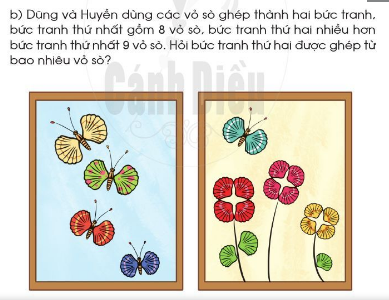 b) Dũng và Huyền dùng các vỏ sò ghép thành hai bức tranh,
bức tranh thứ nhất gồm 8 vỏ sò, bức tranh thứ hai nhiều hơn
bức tranh thứ nhất 9 vỏ sò. Hỏi bức tranh thứ hai được ghép từ
bao nhiêu vỏ sò?
Cánh Diều